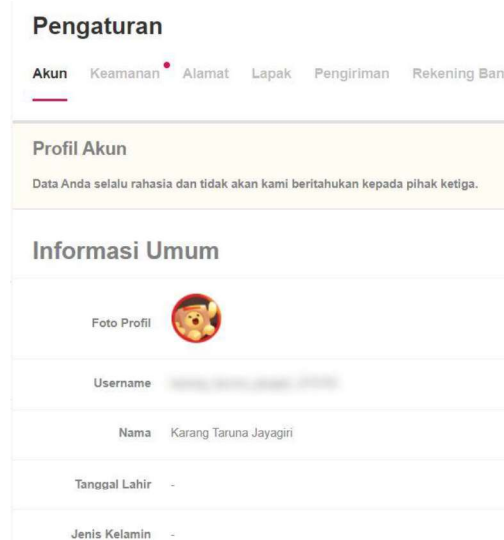 Pengaturan
Akun Keamanan Alamat Lapak Pengiriman Rekening Ban
Profil Akun
Data Anda selalu rahasia dan tidak akan kami beritahukan kepada pihak ketiga.
Informasi Umum
Foto Profil
Username
Nama Karang Taruna Jayagiri
Tanggal Lahir -
Jenis Kelamin -